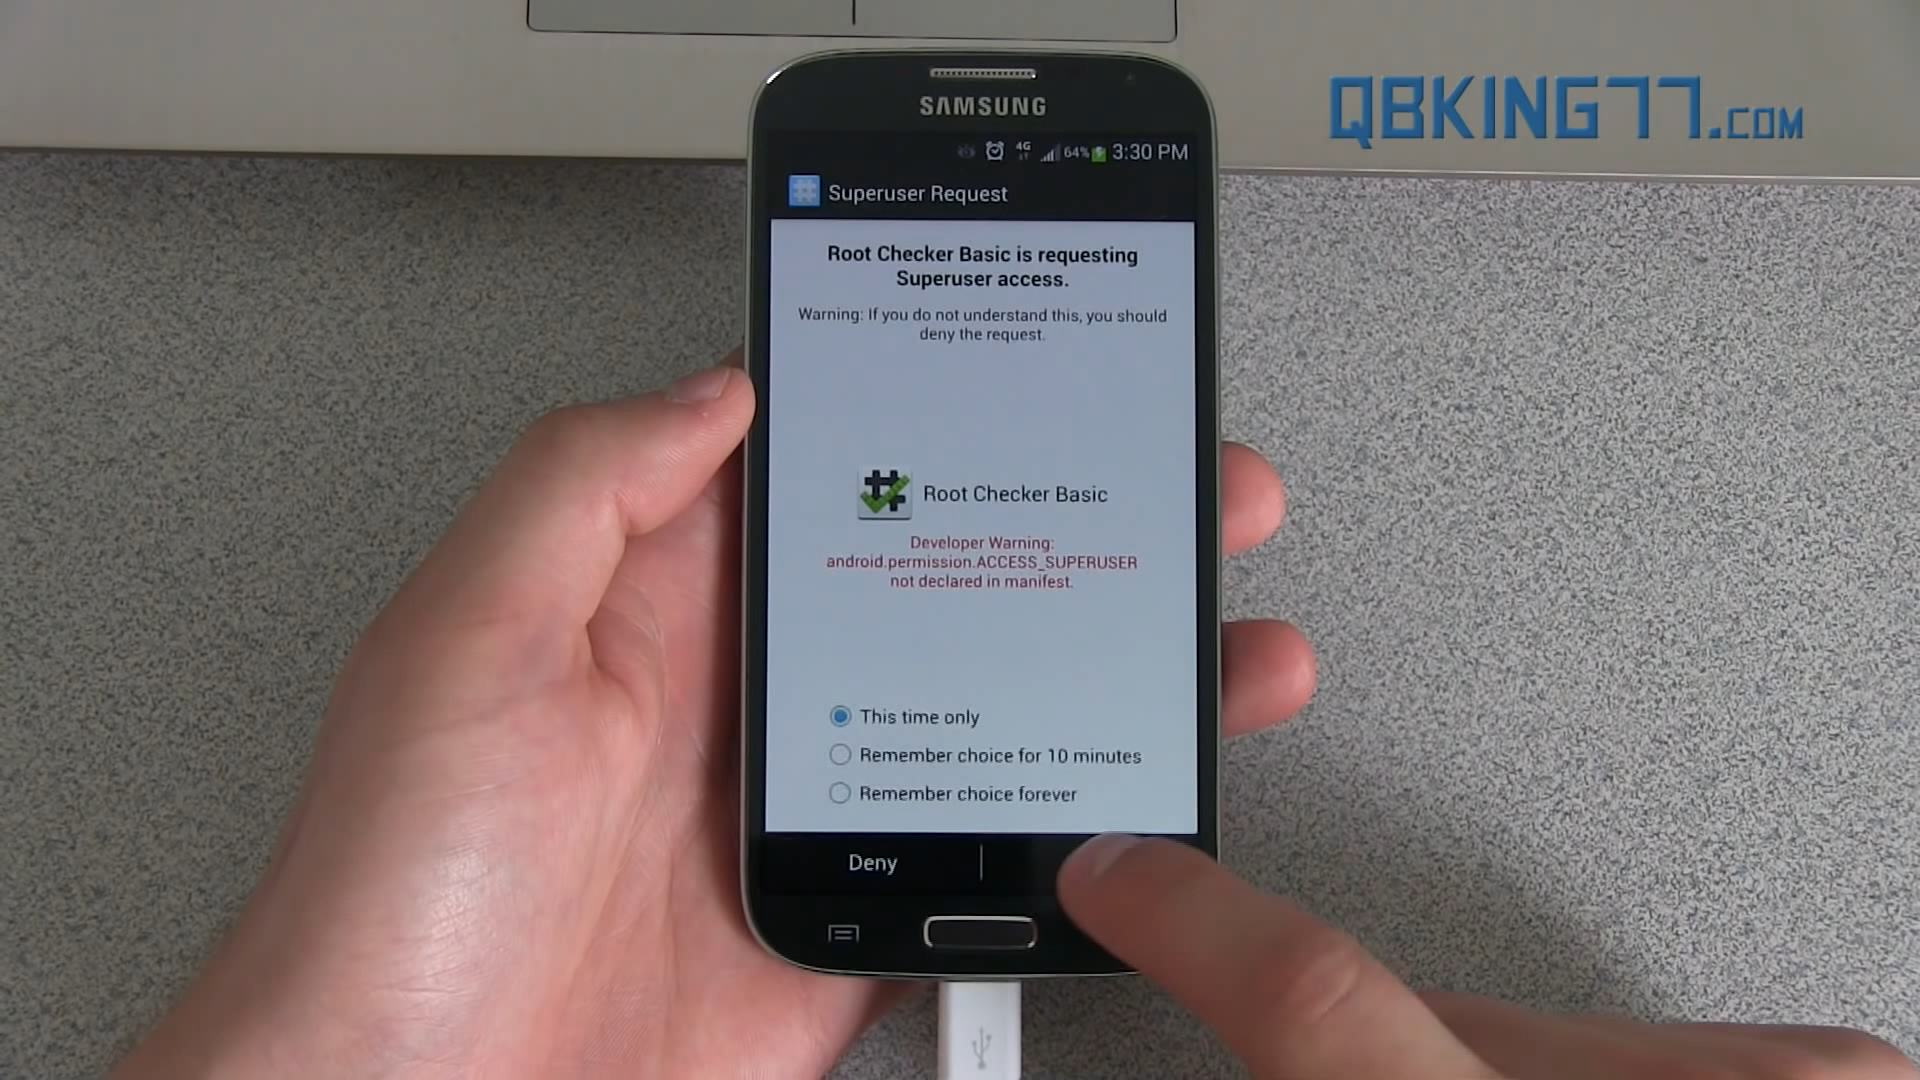 QBKING77.COM
SAMSUNG
4G 64% 3:30 PM
Superuser Request
Root Checker Basic is requesting
Superuser access.
Warning: If you do not understand this, you should
deny the request.
Root Checker Basic
Developer Warning:
android.permission.ACCESS_SUPERUSER
not declared in manifest.
This time only
Remember choice for 10 minutes
Remember choice forever
Deny